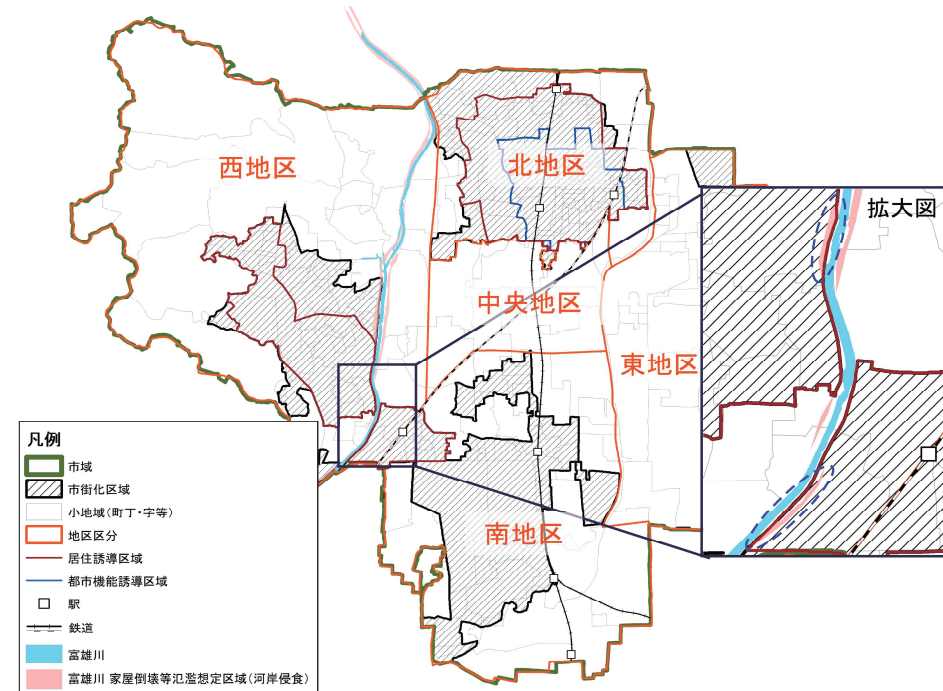 西地区
北地区
拡大図
中央地区
東地区
南地区
凡例
市域
市街化区域
小地域(町丁・字等)
地区区分
居住誘導区域
都市機能誘導区域
駅
鉄道
富雄川
富雄川 家屋倒壊等氾濫想定区域(河岸侵食)